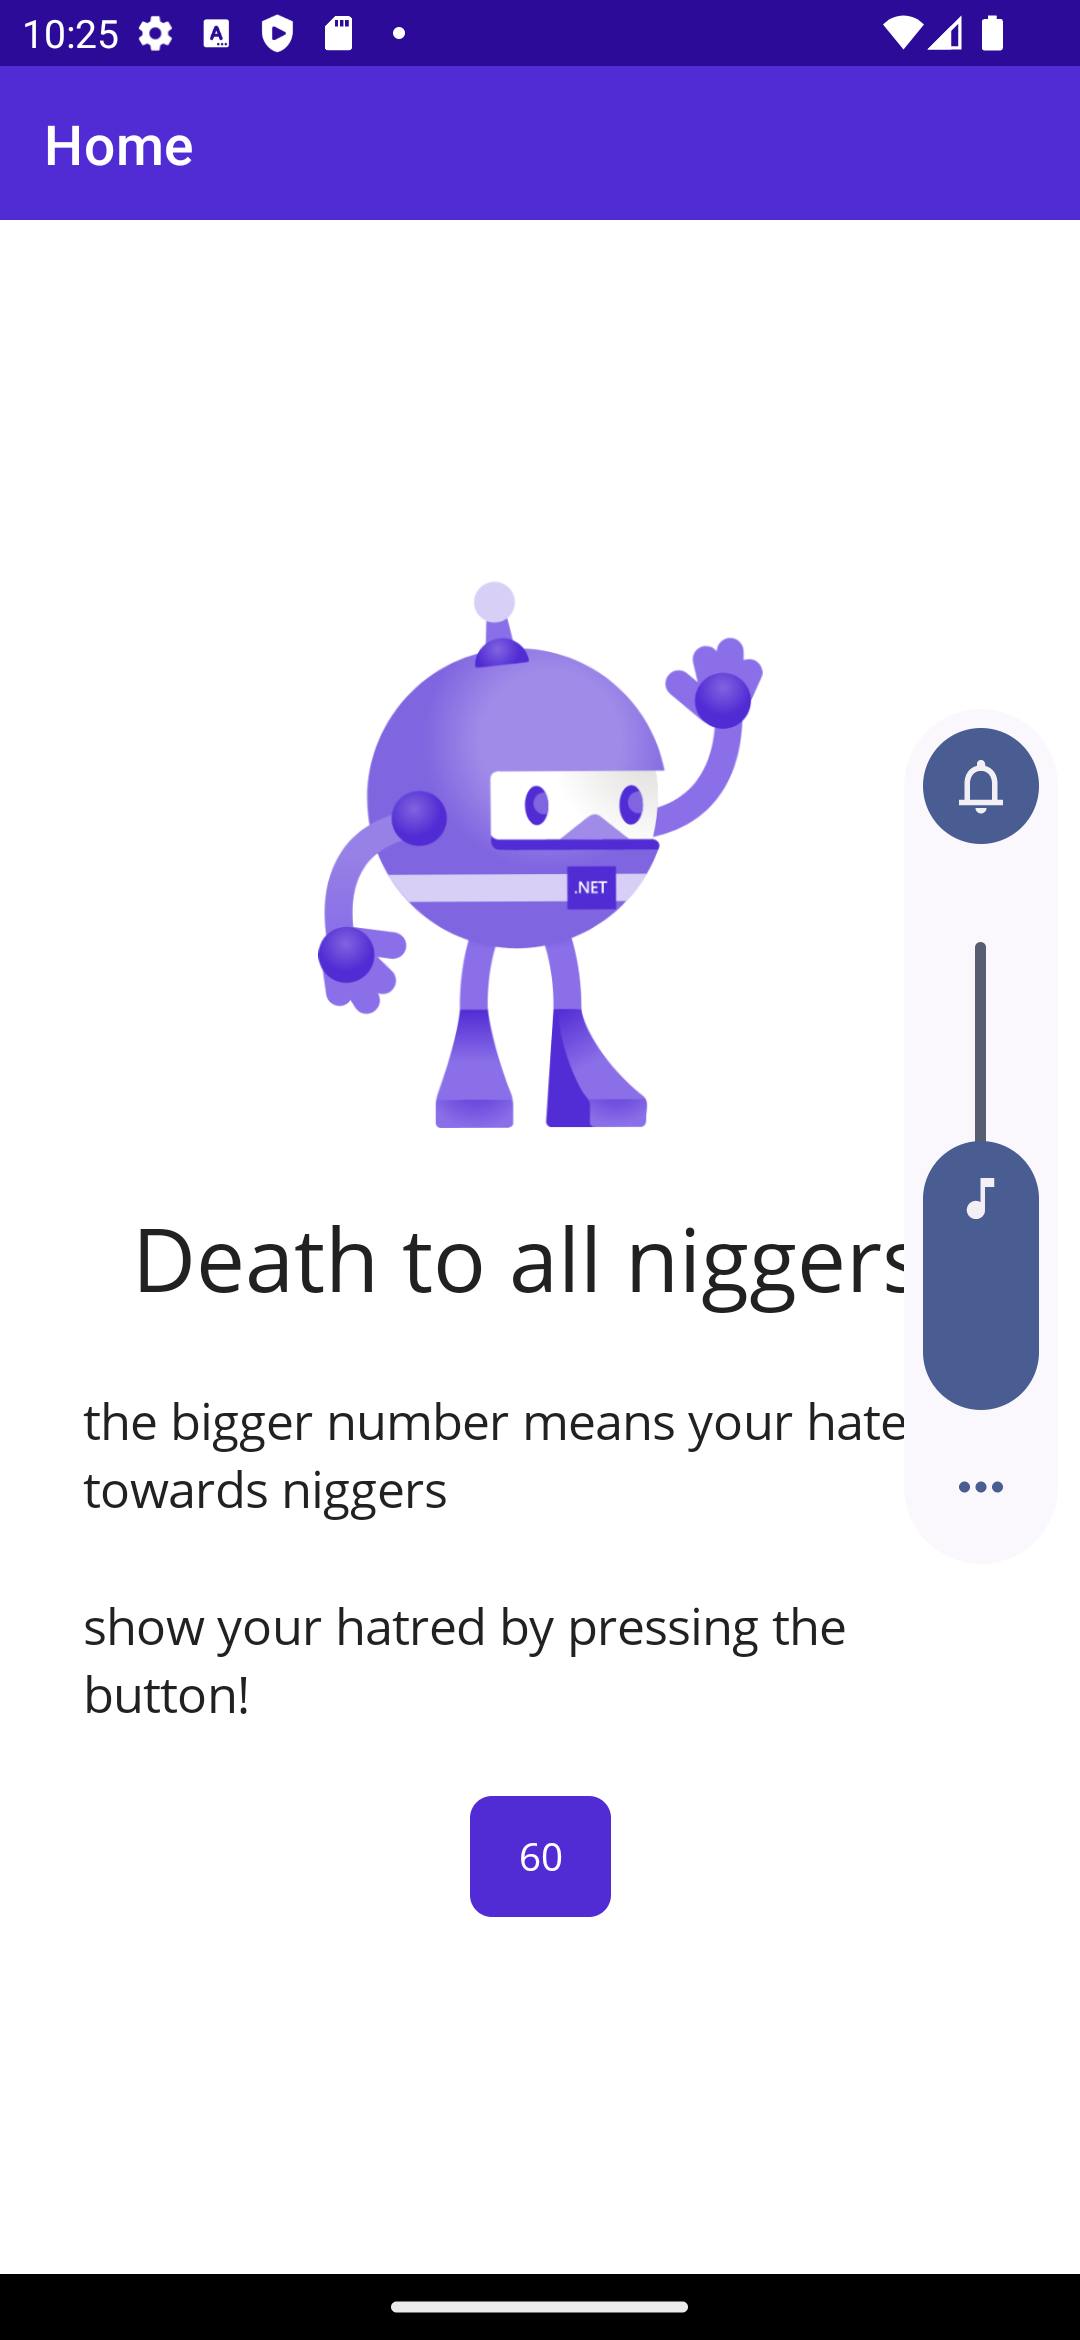 10:25
Home
.NET
Death to all niggers
the bigger number means your hate
towards niggers
show your hatred by pressing the
button!
60